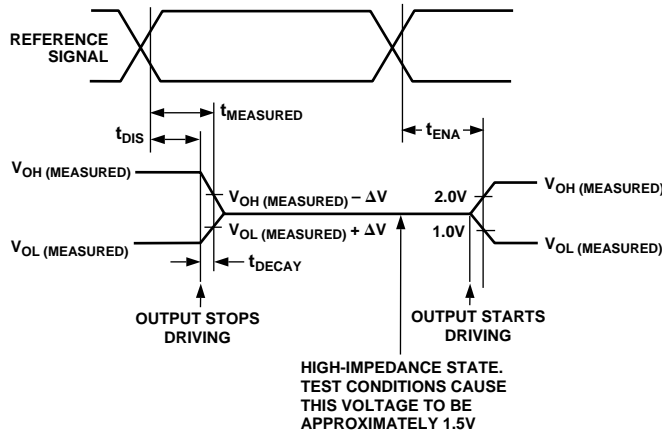 REFERENCE
SIGNAL
tMEASURED
tDIS
tENA
VOH (MEASURED)
VOH (MEASURED) – ΔV
2.0V
VOH (MEASURED)
VOL (MEASURED)
VOL (MEASURED) + ΔV
1.0V
VOL (MEASURED)
tDECAY
OUTPUT STOPS
DRIVING
OUTPUT STARTS
DRIVING
HIGH-IMPEDANCE STATE.
TEST CONDITIONS CAUSE
THIS VOLTAGE TO BE
APPROXIMATELY 1.5V